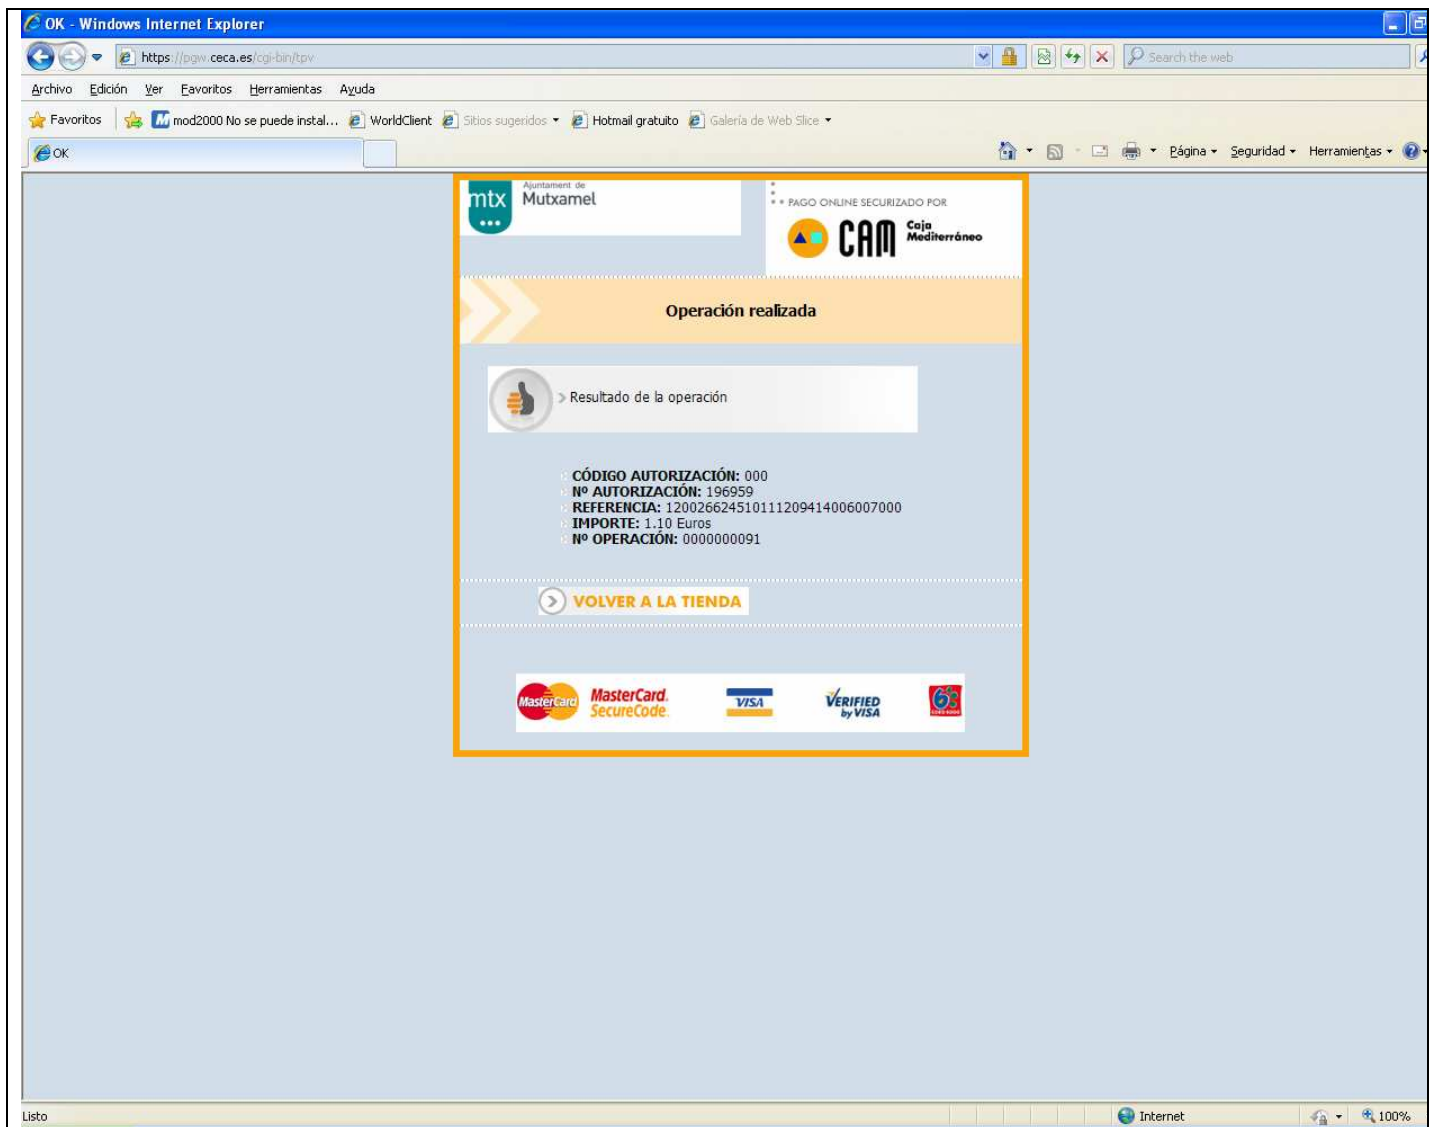 OK - Windows Internet Explorer
https://pgw.ceca.es/cgi-bin/tpv
Search the web
Archivo Edición Ver Favoritos Herramientas Ayuda
Favoritos mod2000 No se puede instal... WorldClient Sitios sugeridos Hotmail gratuito Galería de Web Slice
OK
Página Seguridad Herramientas
mtx
Ajuntament de
Mutxamel
PAGO ONLINE SECURIZADO POR
CAM Caja Mediterráneo
Operación realizada
Resultado de la operación
CÓDIGO AUTORIZACIÓN: 000
Nº AUTORIZACIÓN: 196959
REFERENCIA: 120026624510111209414006007000
IMPORTE: 1.10 Euros
Nº OPERACIÓN: 0000000091
VOLVER A LA TIENDA
MasterCard MasterCard. SecureCode. VISA VERIFIED by VISA
Listo Internet 100%